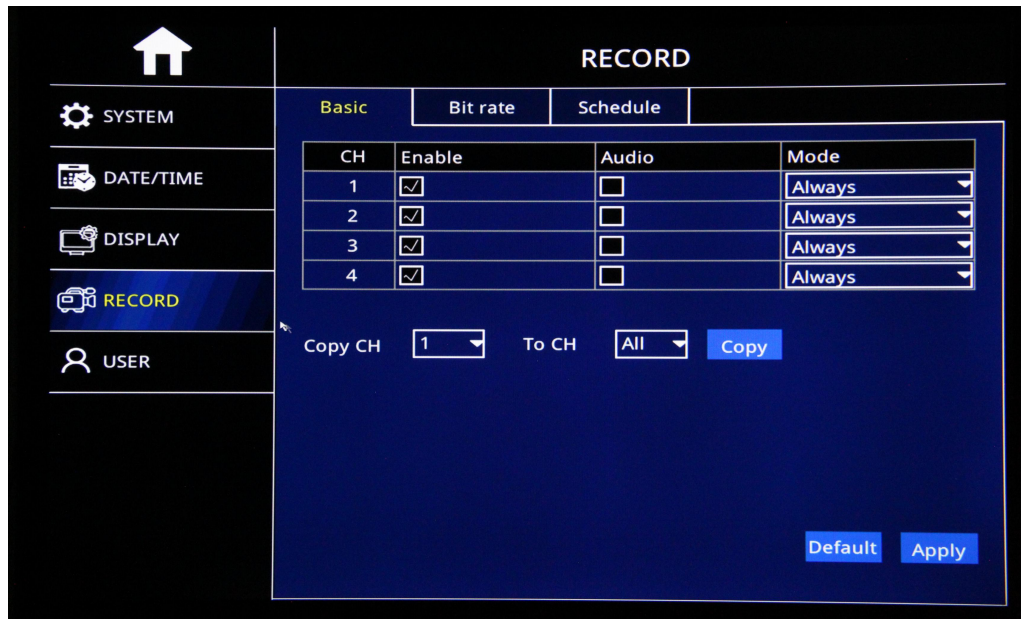 RECORD
SYSTEM
DATE/TIME
DISPLAY
RECORD
USER
Basic Bit rate Schedule
CH Enable Audio Mode
1 Always
2 Always
3 Always
4 Always
Copy CH 1 To CH All Copy
Default Apply